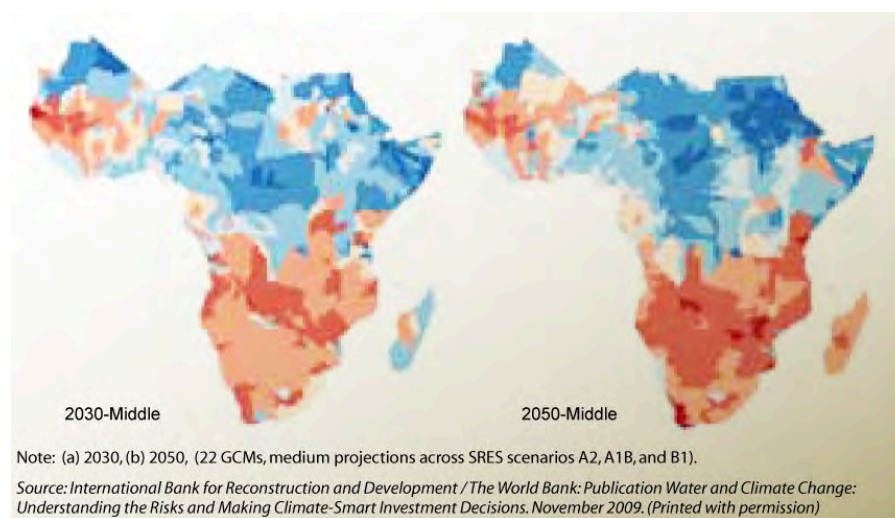 2030-Middle
2050-Middle
Note: (a) 2030, (b) 2050, (22 GCMs, medium projections across SRES scenarios A2, A1B, and B1).
Source: International Bank for Reconstruction and Development / The World Bank: Publication Water and Climate Change:
Understanding the Risks and Making Climate-Smart Investment Decisions. November 2009. (Printed with permission)